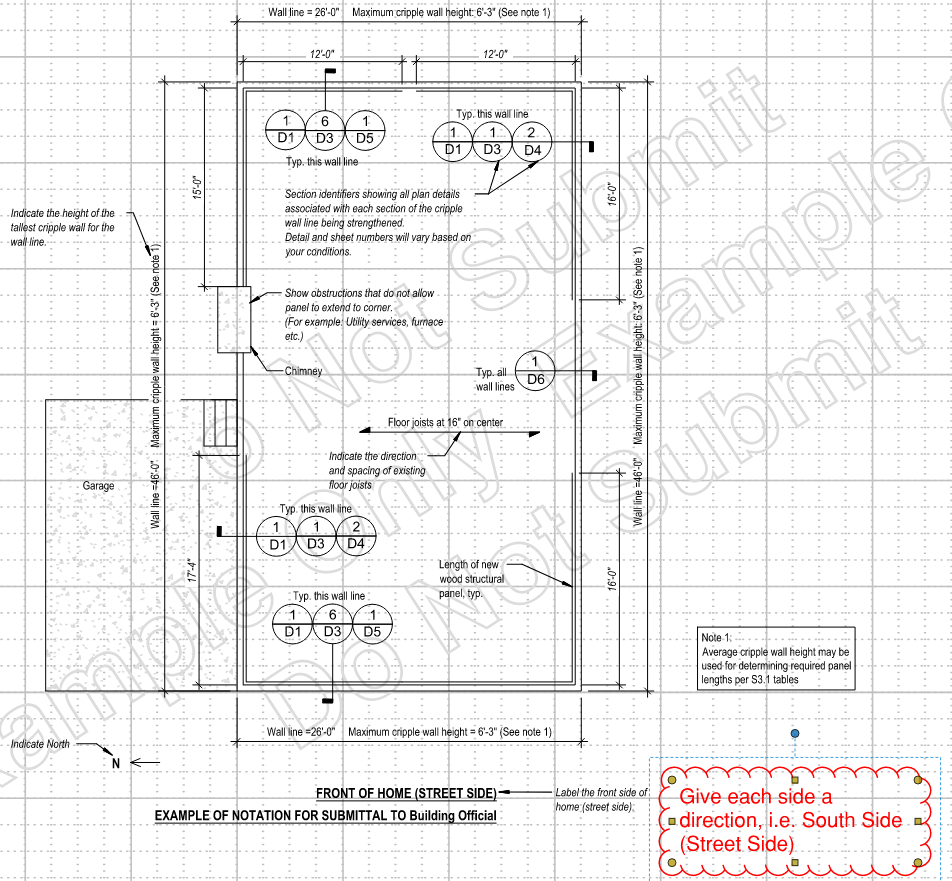 Wall line = 26'-0" Maximum cripple wall height: 6'-3" (See note 1)
12'-0"
12'-0"
1
D1
6
D3
1
D5
Typ. this wall line
Typ. this wall line
1
D1
1
D3
2
D4
15'-0"
16'-0"
Section identifiers showing all plan details
associated with each section of the cripple
wall line being strengthened.
Detail and sheet numbers will vary based on
your conditions.
Indicate the height of the
tallest cripple wall for the
wall line.
Wall line =46'-0" Maximum cripple wall height = 6'-3" (See note 1)
Show obstructions that do not allow
panel to extend to corner.
(For example: Utility services, furnace
etc.)
Chimney
Typ. all
wall lines
1
D6
Wall line =46'-0" Maximum cripple wall height: 6'-3" (See note 1)
Floor joists at 16" on center
Indicate the direction
and spacing of existing
floor joists
Garage
Typ. this wall line
1
D1
1
D3
2
D4
17'-4"
Length of new
wood structural
panel, typ.
16'-0"
Typ. this wall line
1
D1
6
D3
1
D5
Note 1:
Average cripple wall height may be
used for determining required panel
lengths per S3.1 tables
Wall line =26'-0" Maximum cripple wall height = 6'-3" (See note 1)
Indicate North
N
FRONT OF HOME (STREET SIDE)
Label the front side of
home (street side).
EXAMPLE OF NOTATION FOR SUBMITTAL TO Building Official
Give each side a
direction, i.e. South Side
(Street Side)
Do Not Submit
Example Only Example
Do Not Submit